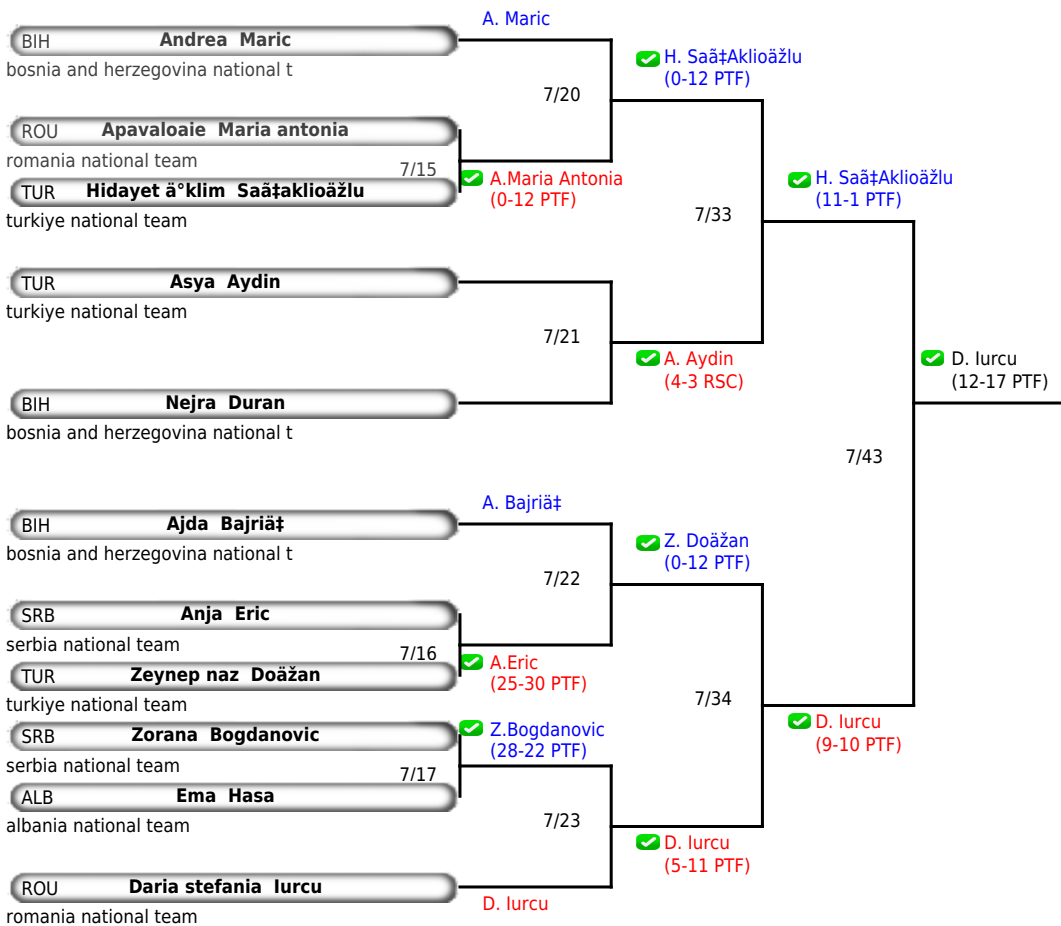 A. Maric
BIH Andrea Maric
bosnia and herzegovina national t
H. Saã‡Aklioäžlu
(0-12 PTF)
7/20
ROU Apavaloaie Maria antonia
romania national team
7/15
A.Maria Antonia
(0-12 PTF)
TUR Hidayet ä°klim Saã‡aklioäžlu
turkiye national team
H. Saã‡Aklioäžlu
(11-1 PTF)
7/33
TUR Asya Aydin
turkiye national team
7/21
A. Aydin
(4-3 RSC)
D. Iurcu
(12-17 PTF)
BIH Nejra Duran
bosnia and herzegovina national t
7/43
A. Bajriä‡
BIH Ajda Bajriä‡
bosnia and herzegovina national t
Z. Doäžan
(0-12 PTF)
7/22
SRB Anja Eric
serbia national team
7/16
A.Eric
(25-30 PTF)
TUR Zeynep naz Doäžan
turkiye national team
7/34
SRB Zorana Bogdanovic
serbia national team
Z.Bogdanovic
(28-22 PTF)
D. Iurcu
(9-10 PTF)
7/17
ALB Ema Hasa
albania national team
7/23
D. Iurcu
(5-11 PTF)
ROU Daria stefania Iurcu
romania national team
D. Iurcu